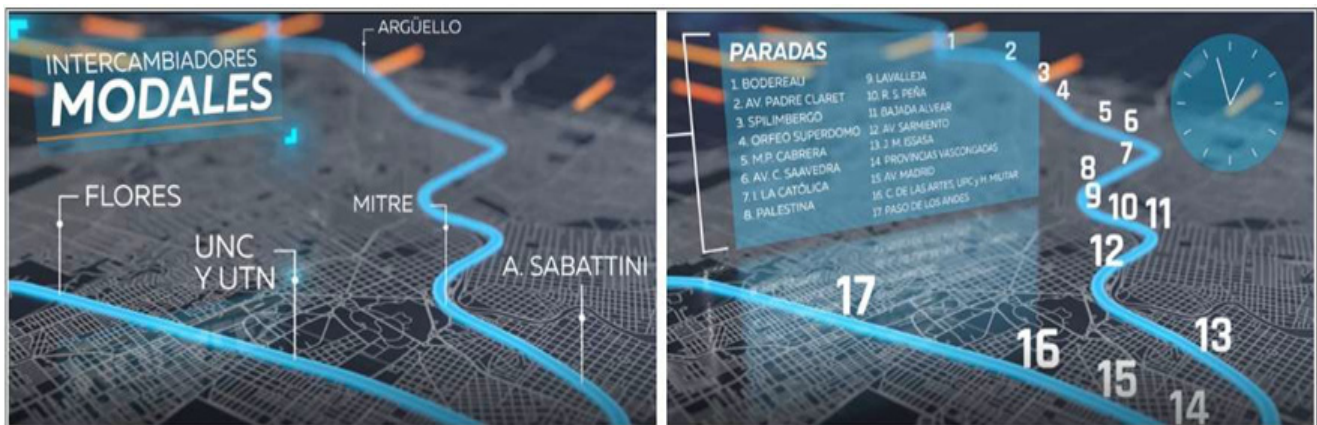 INTERCAMBIADORES
MODALES
ARGÜELLO
FLORES
MITRE
UNC
Y UTN
A. SABATTINI
PARADAS
1. BODEREAU
2. AV. PADRE CLARET
3. SPILIMBERGO
4. ORFEO SUPERDOMO
5. M.P. CABRERA
6. AV. C. SAAVEDRA
7. I. LA CATÓLICA
8. PALESTINA
9. LAVALLEJA
10. R. S. PEÑA
11 BAJADA ALVEAR
12 AV. SARMIENTO
13. J. M. ISSASA
14 PROVINCIAS VASCONGADAS
15 AV. MADRID
16 C. DE LAS ARTES, UPC y H. MILITAR
17 PASO DE LOS ANDES
1
2
3
4
5
6
7
8
9
10
11
12
17
13
16
15
14